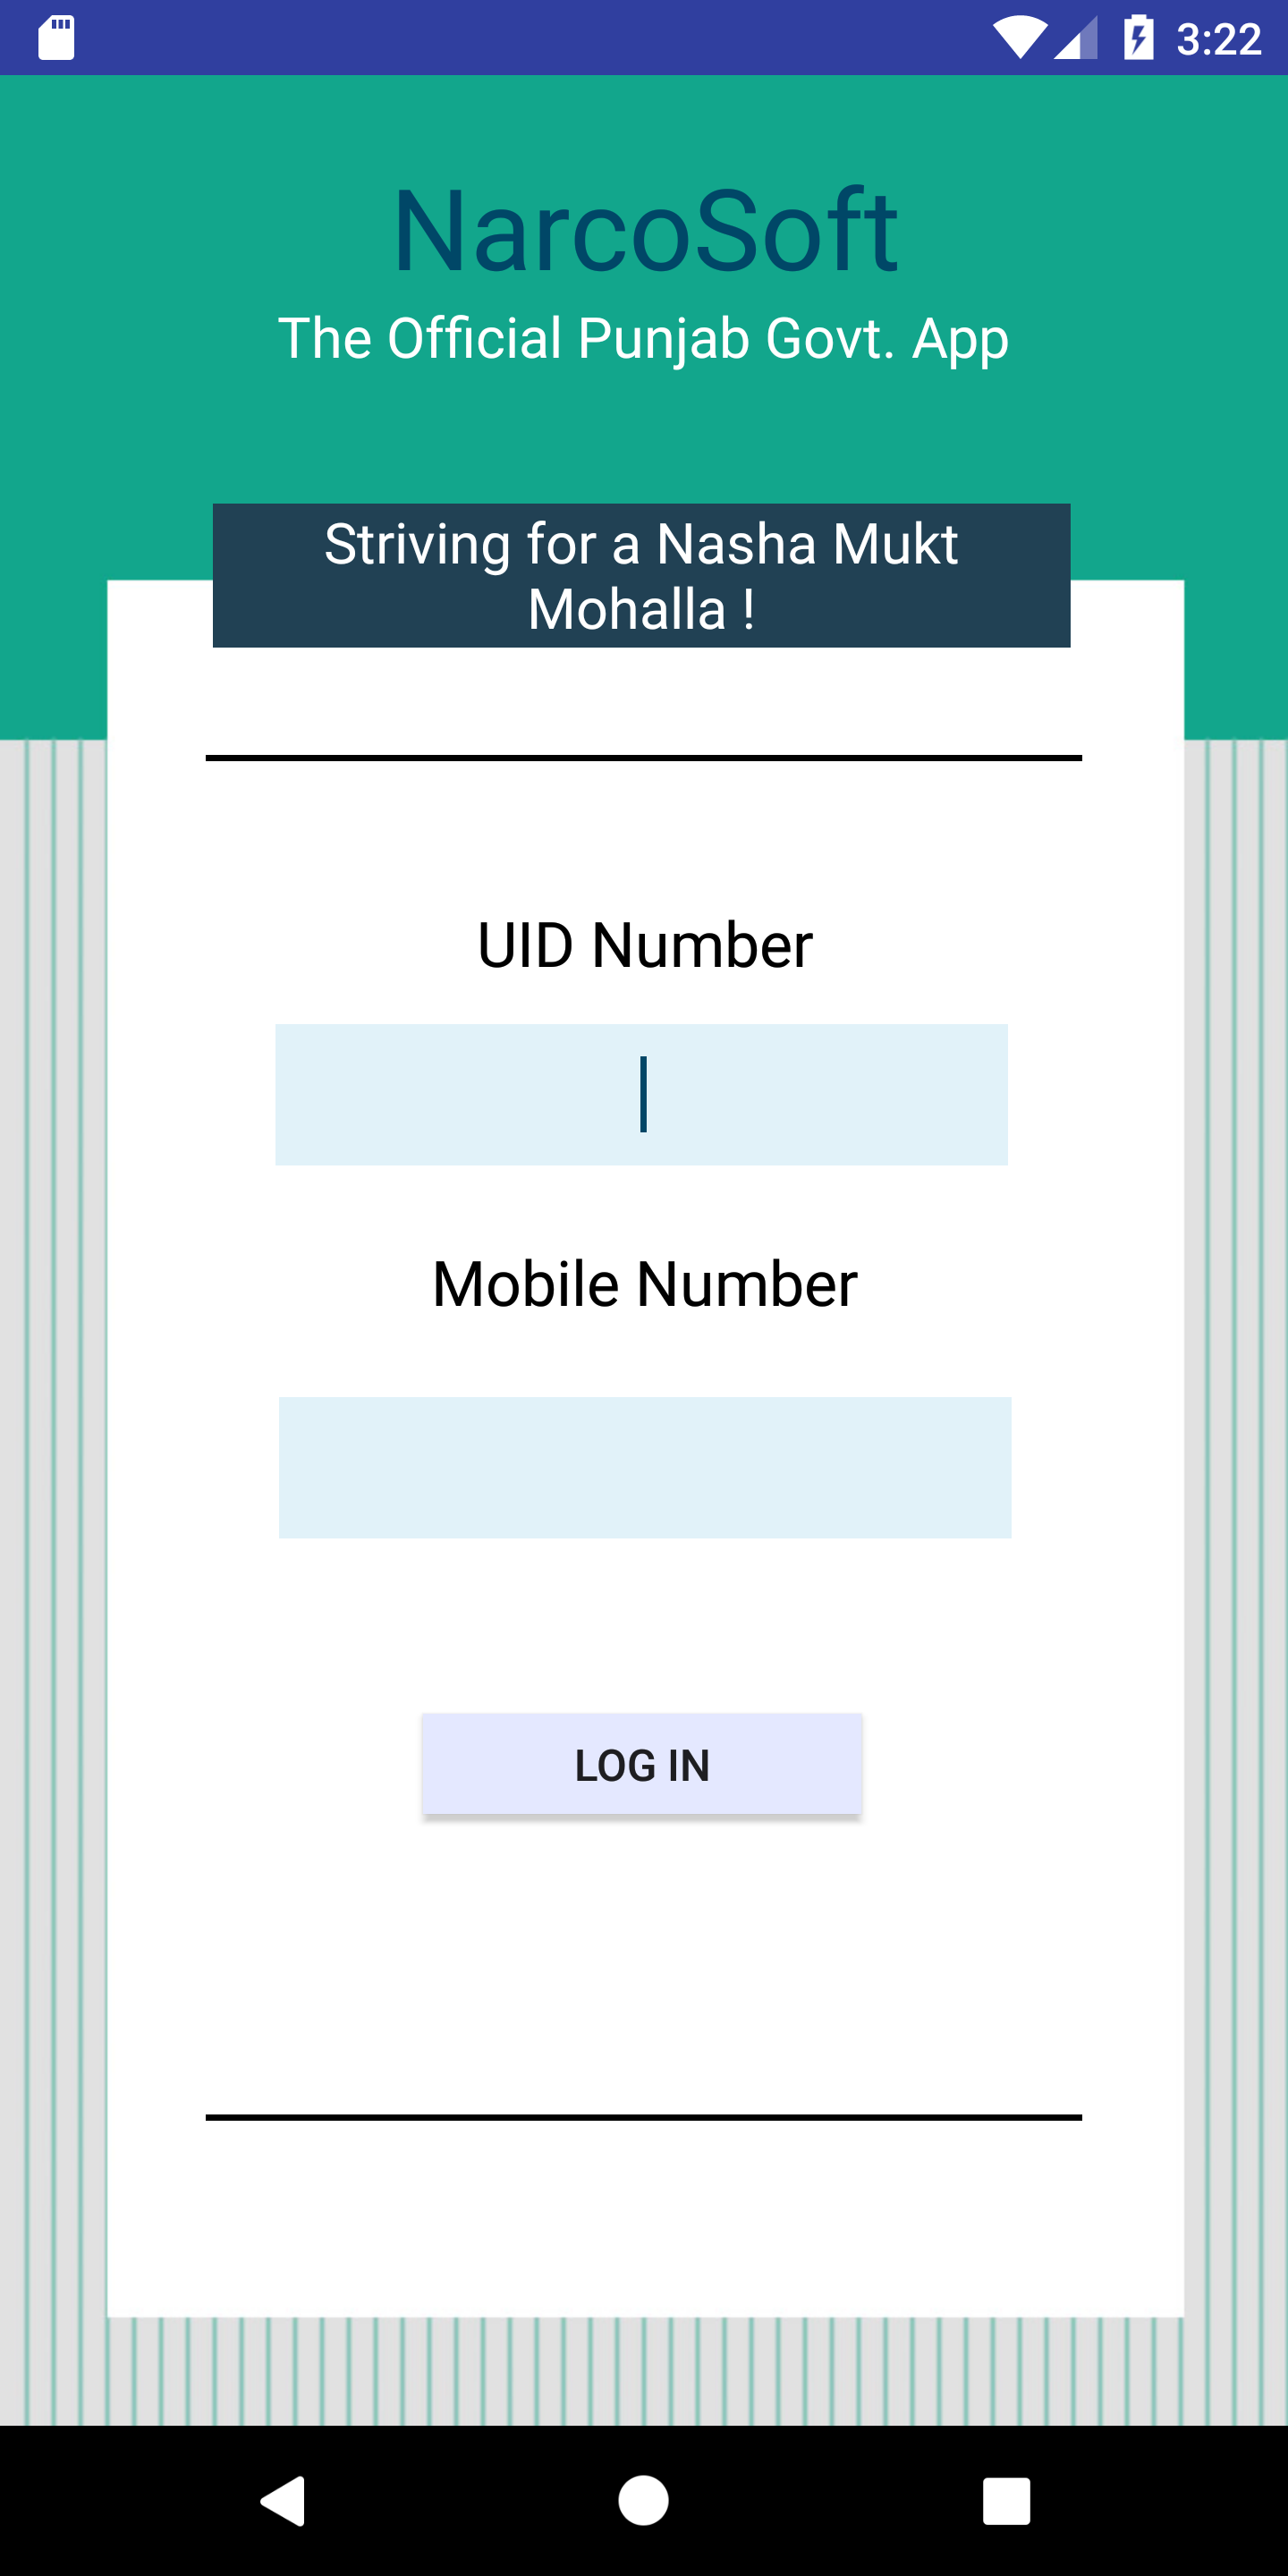 3:22
NarcoSoft
The Official Punjab Govt. App
Striving for a Nasha Mukt
Mohalla !
UID Number
Mobile Number
LOG IN